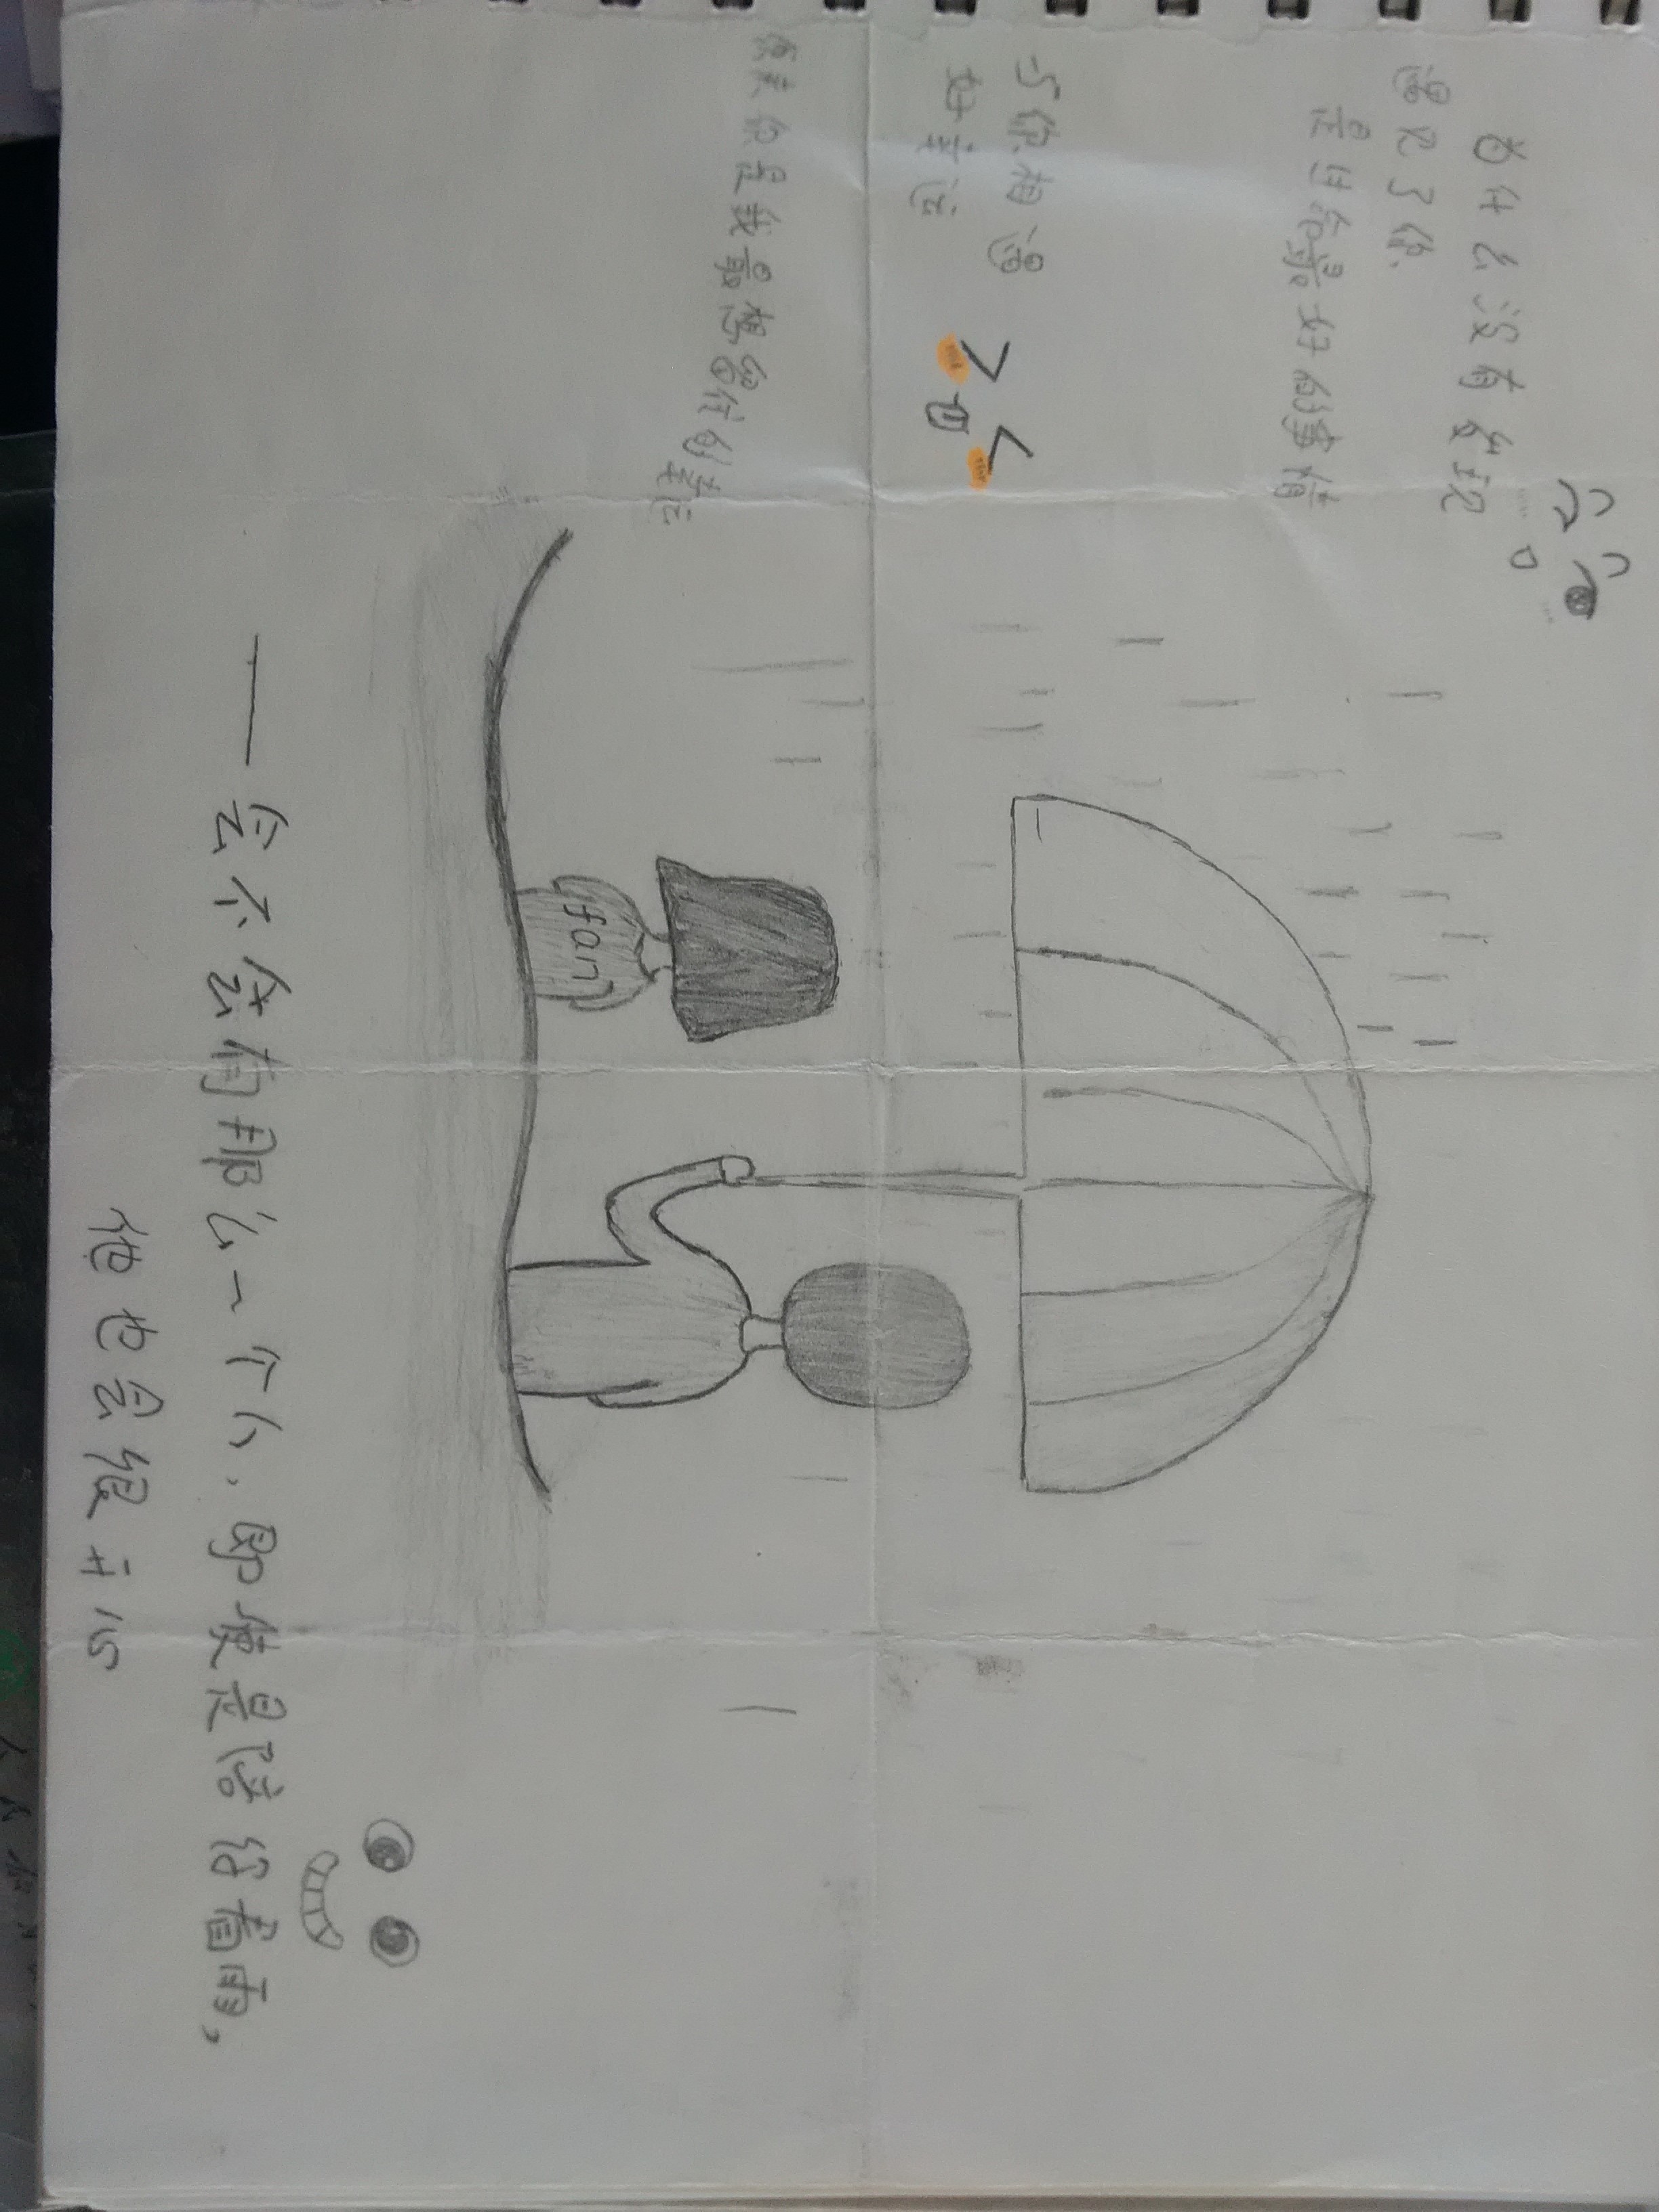 为什么没有发现
遇见了你
是生命最好的事情
与你相遇
好幸运
原来你是我最想留住的幸运
fan
——会不会有那么一个人.即使是陪你看雨,
他也会很开心